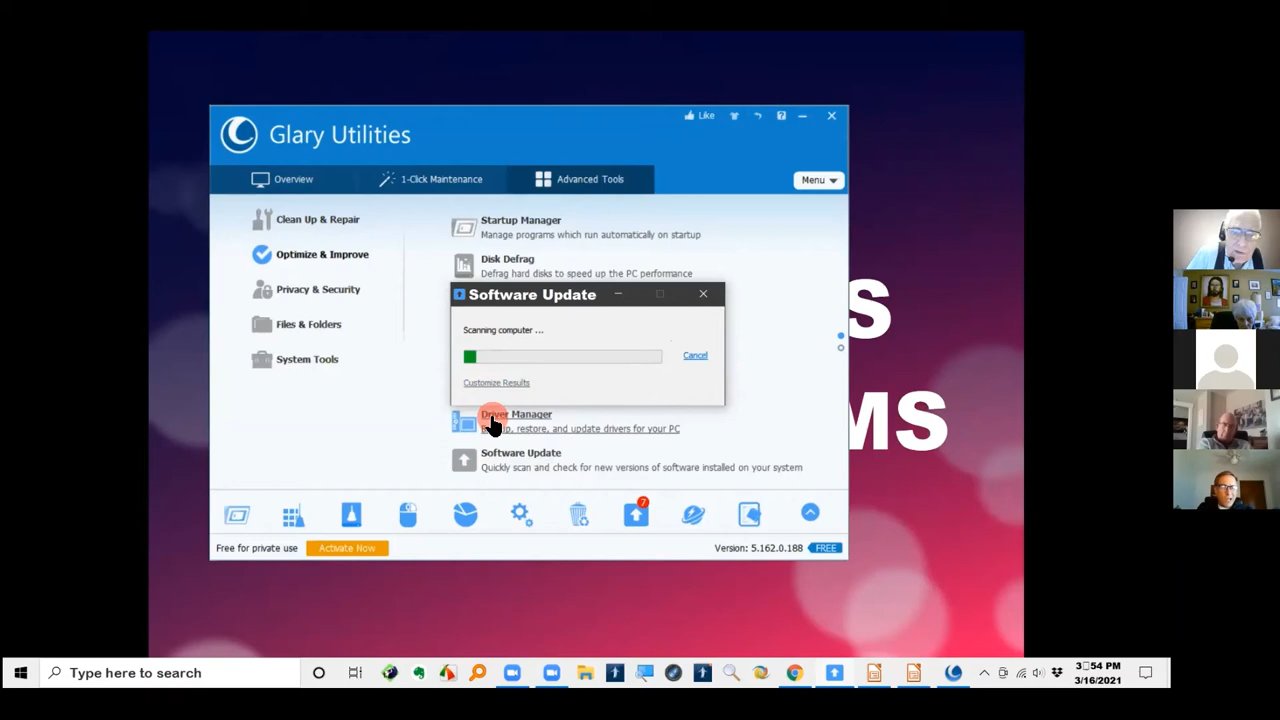 Like
Glary Utilities
Overview
1-Click Maintenance
Advanced Tools
Menu
Clean Up & Repair
Optimize & Improve
Privacy & Security
Files & Folders
System Tools
Startup Manager
Manage programs which run automatically on startup
Disk Defrag
Defrag hard disks to speed up the PC performance
S
MS
Software Update
Scanning computer ...
Cancel
Customize Results
Driver Manager
restore, and update drivers for your PC
Software Update
Quickly scan and check for new versions of software installed on your system
7
Free for private use
Activate Now
Version: 5.162.0.188
FREE
Type here to search
3:54 PM
3/16/2021